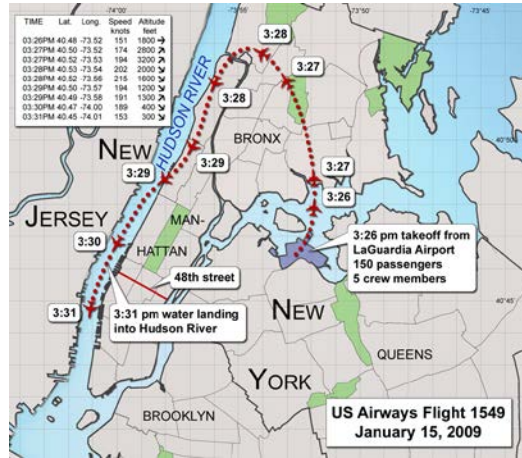 -73°55'
-73°50'
TIME Lat. Long. Speed knots Altitude feet
03:26PM 40.48 -73.52 151 1800 →
03:27PM 40.50 -73.52 174 2800 ↗
03:27PM 40.52 -73.53 194 3200 ↗
03:28PM 40.53 -73.54 202 2000 ↘
03:28PM 40.52 -73.56 215 1600 ↘
03:29PM 40.50 -73.57 194 1200 ↘
03:29PM 40.49 -73.58 191 1300 ↗
03:30PM 40.47 -74.00 189 400 ↘
03:31PM 40.45 -74.01 153 300 ↘
3:28
3:27
3:28
HUDSON RIVER
BRONX
NEW
3:29
3:29
3:27
3:26
JERSEY
MAN-
HATTAN
3:30
3:26 pm takeoff from
LaGuardia Airport
150 passengers
5 crew members
48th street
3:31
3:31 pm water landing
into Hudson River
NEW
40°45'
QUEENS
YORK
BROOKLYN
US Airways Flight 1549
January 15, 2009